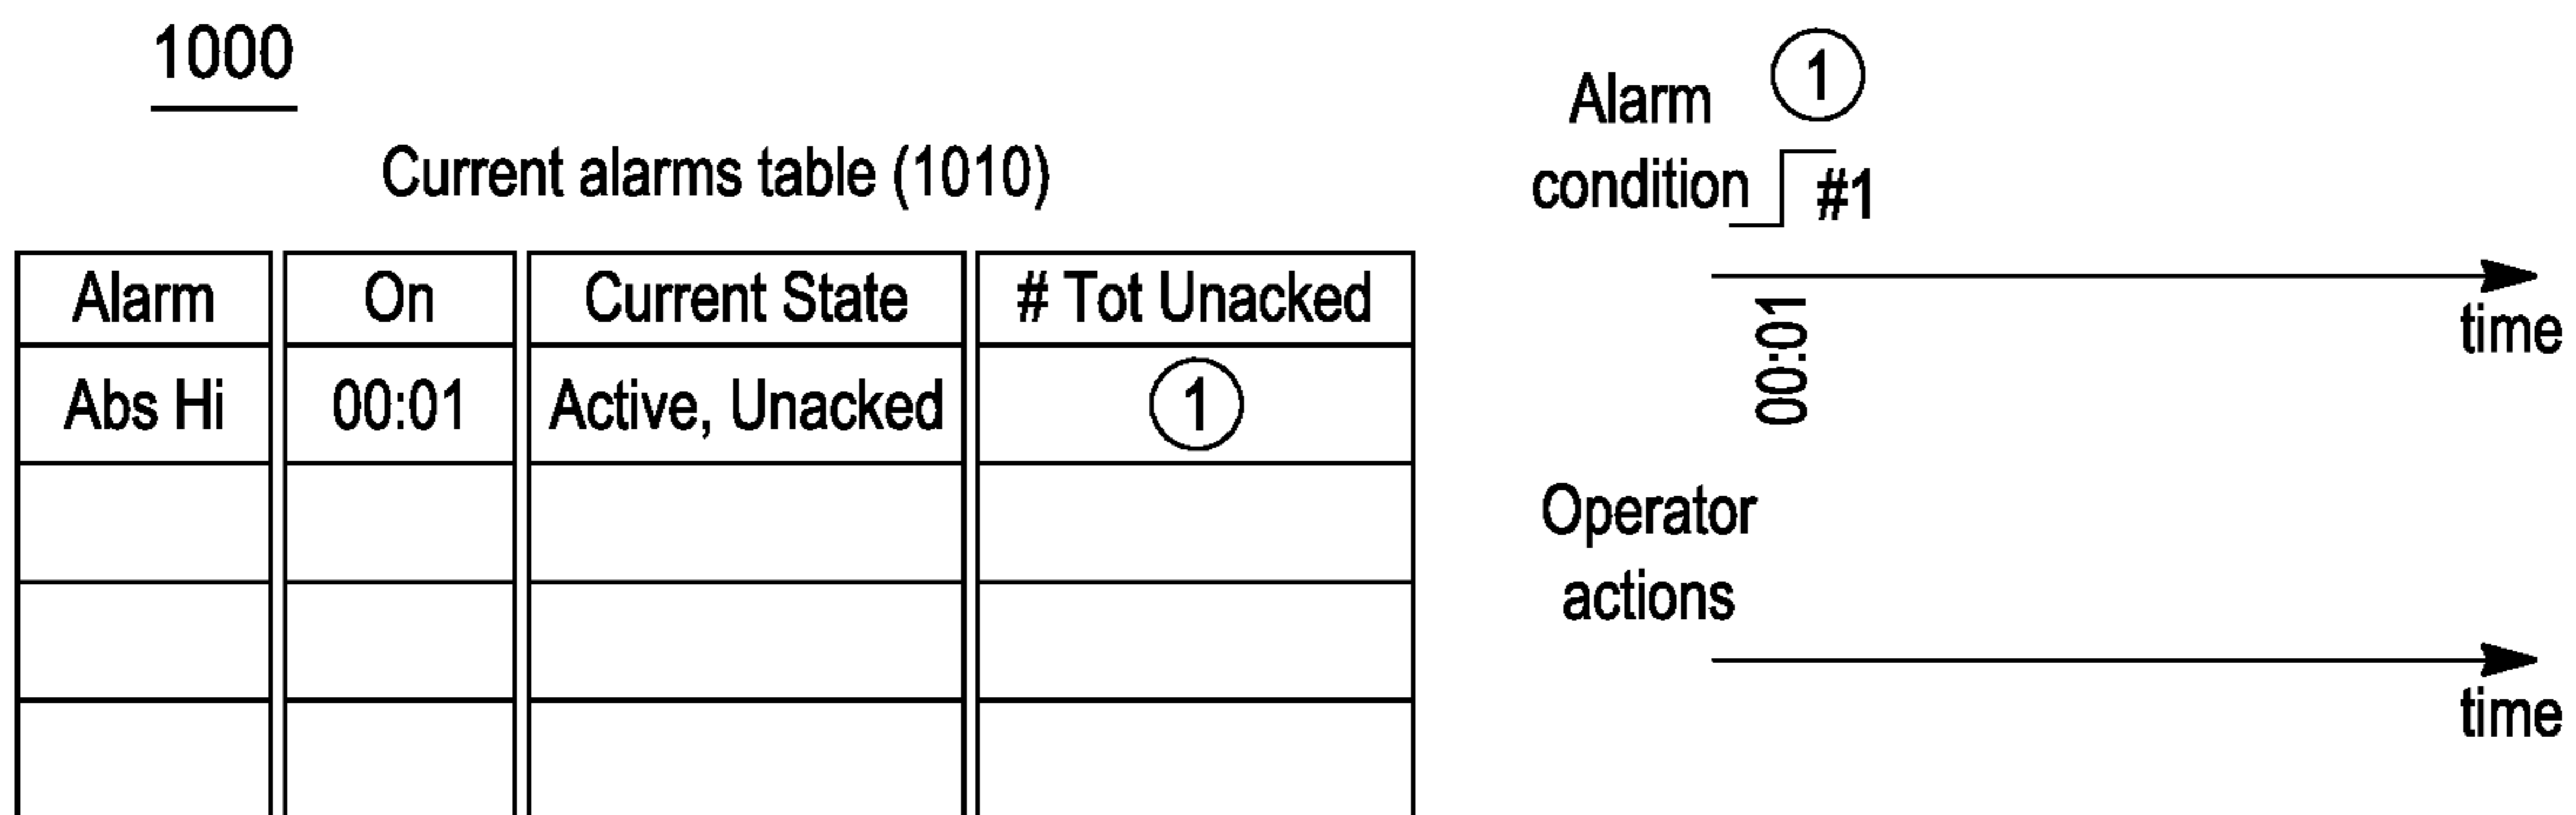 1000
Current alarms table (1010)
Alarm On Current State # Tot Unacked
Abs Hi 00:01 Active, Unacked 1
Alarm 1
condition #1
time
00:01
Operator
actions
time